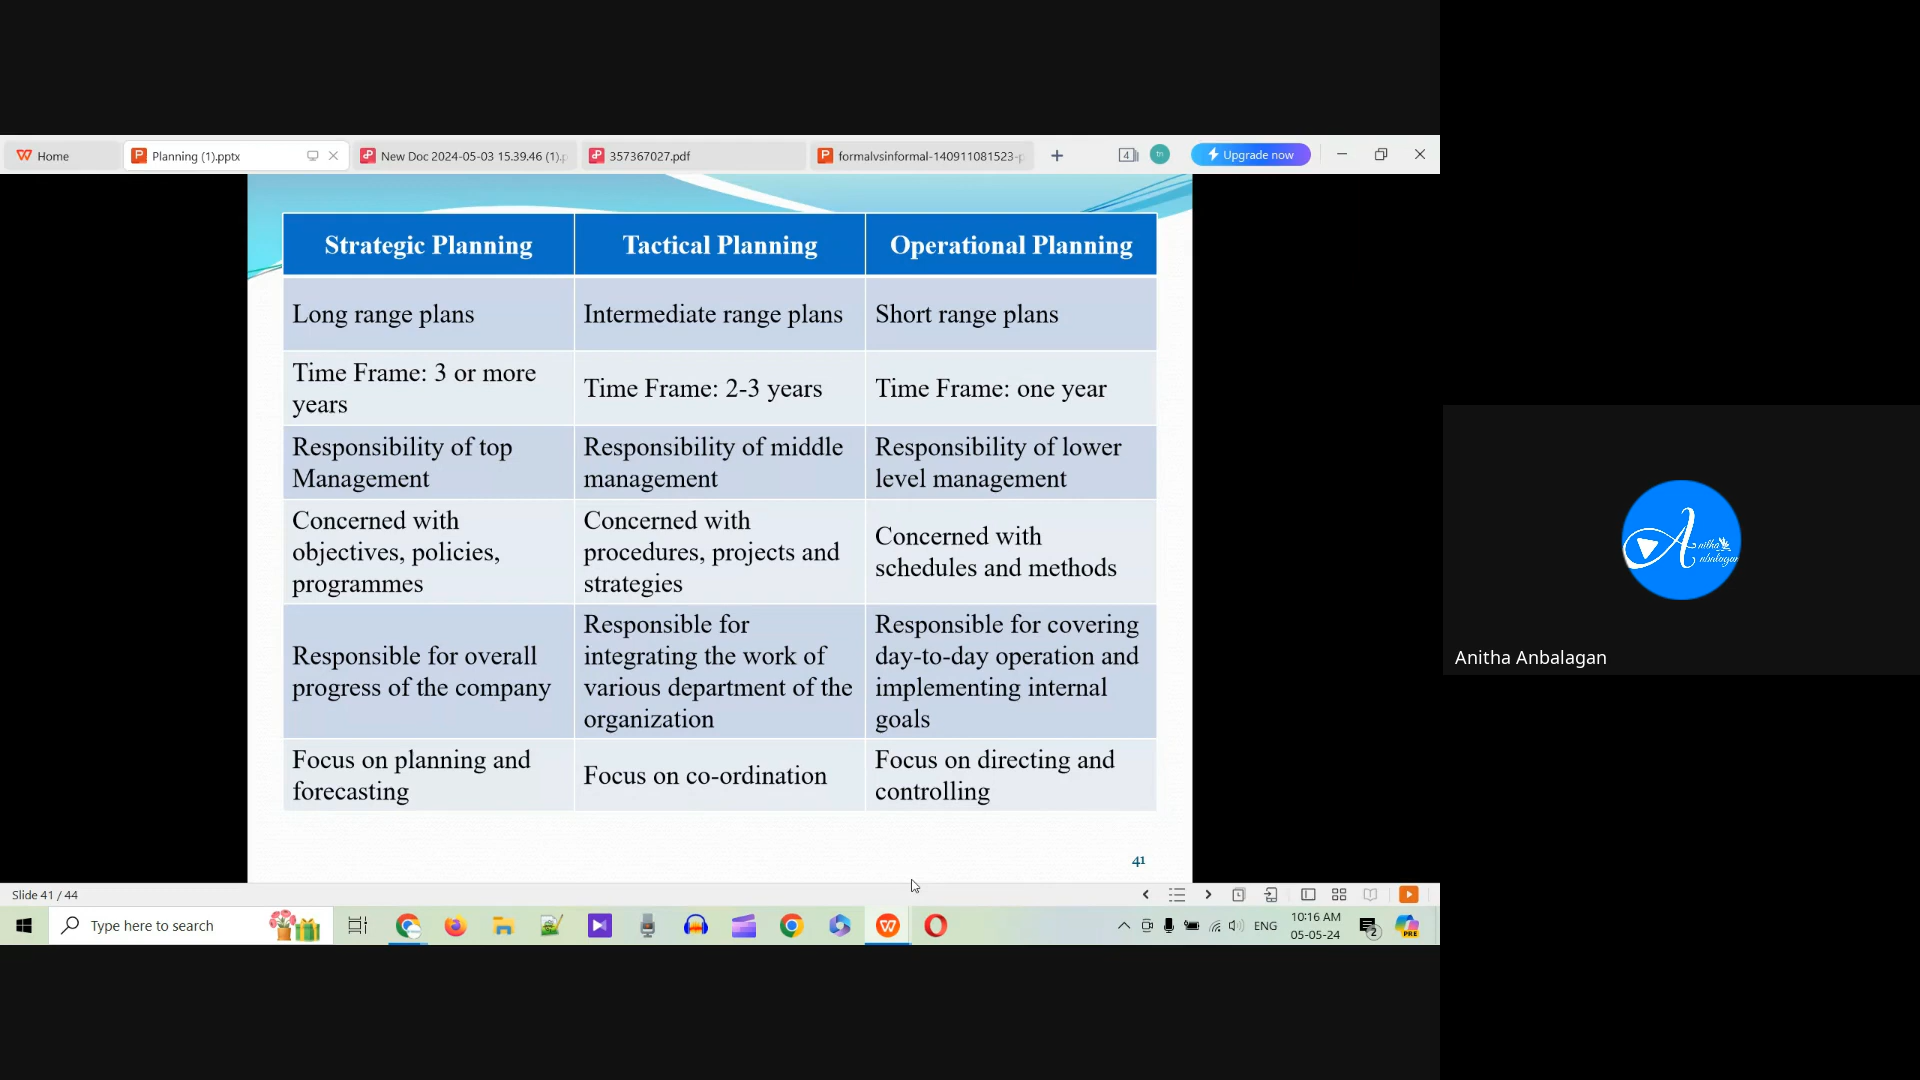 Home
Planning (1).pptx
New Doc 2024-05-03 15.39.46 (1).p
357367027.pdf
formalvsinformal-140911081523-p
4
Upgrade now
Strategic Planning
Tactical Planning
Operational Planning
Long range plans
Intermediate range plans
Short range plans
Time Frame: 3 or more
years
Time Frame: 2-3 years
Time Frame: one year
Responsibility of top
Management
Responsibility of middle
management
Responsibility of lower
level management
Concerned with
objectives, policies,
programmes
Concerned with
procedures, projects and
strategies
Concerned with
schedules and methods
Responsible for overall
progress of the company
Responsible for
integrating the work of
various department of the
organization
Responsible for covering
day-to-day operation and
implementing internal
goals
Focus on planning and
forecasting
Focus on co-ordination
Focus on directing and
controlling
41
Slide 41 / 44
Type here to search
ENG
10:16 AM
05-05-24
2
PRE
Anitha Anbalagan